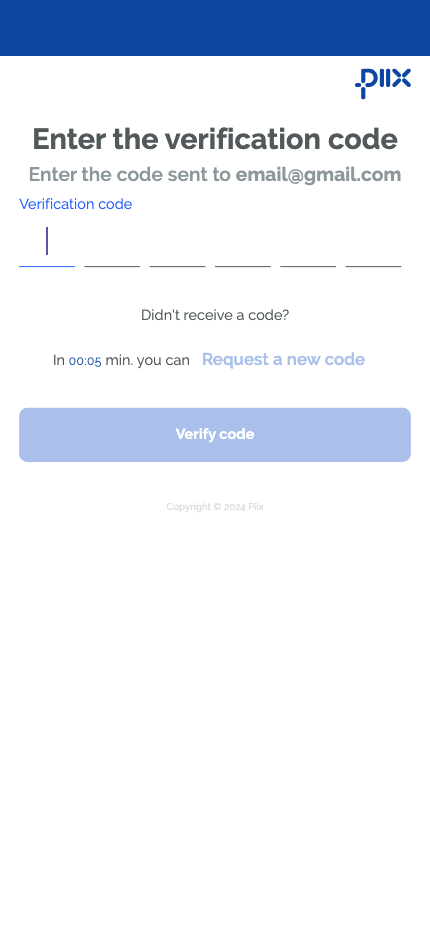 piix
Enter the verification code
Enter the code sent to email@gmail.com
Verification code
Didn't receive a code?
In 00:05 min. you can Request a new code
Verify code
Copyright © 2024 Piix